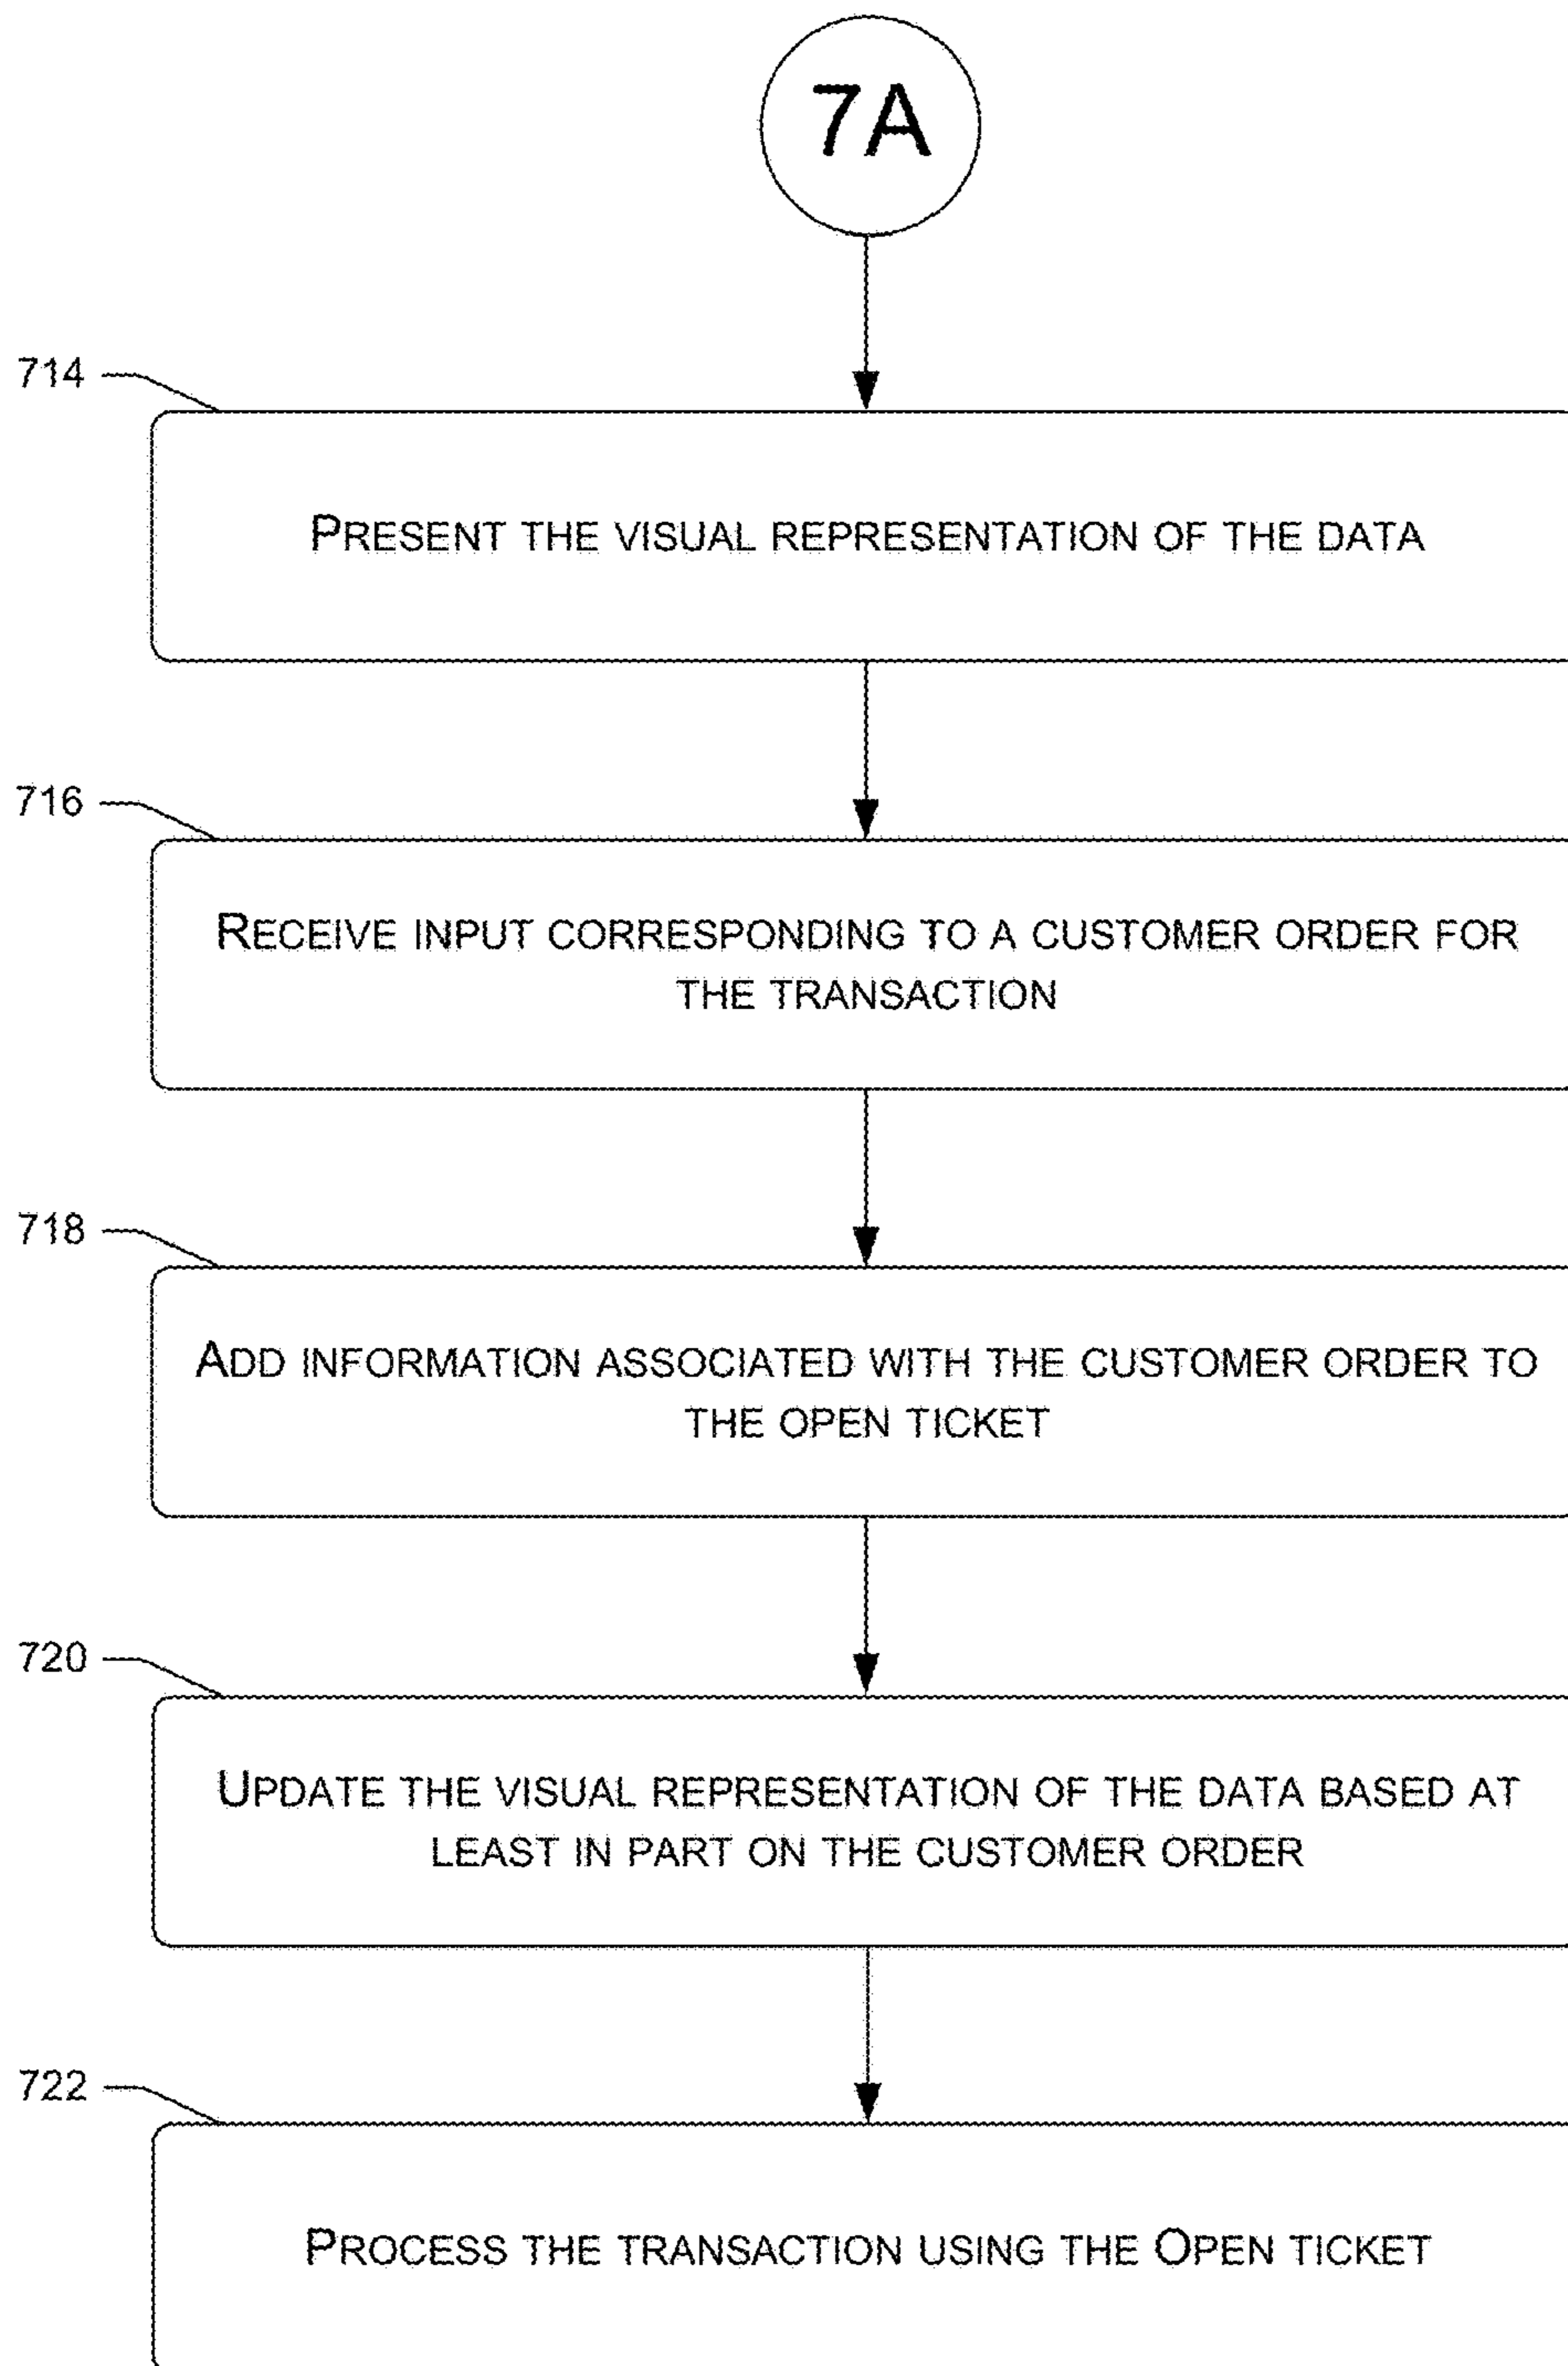 7A
714
PRESENT THE VISUAL REPRESENTATION OF THE DATA
716
RECEIVE INPUT CORRESPONDING TO A CUSTOMER ORDER FOR
THE TRANSACTION
718
ADD INFORMATION ASSOCIATED WITH THE CUSTOMER ORDER TO
THE OPEN TICKET
720
UPDATE THE VISUAL REPRESENTATION OF THE DATA BASED AT
LEAST IN PART ON THE CUSTOMER ORDER
722
PROCESS THE TRANSACTION USING THE OPEN TICKET